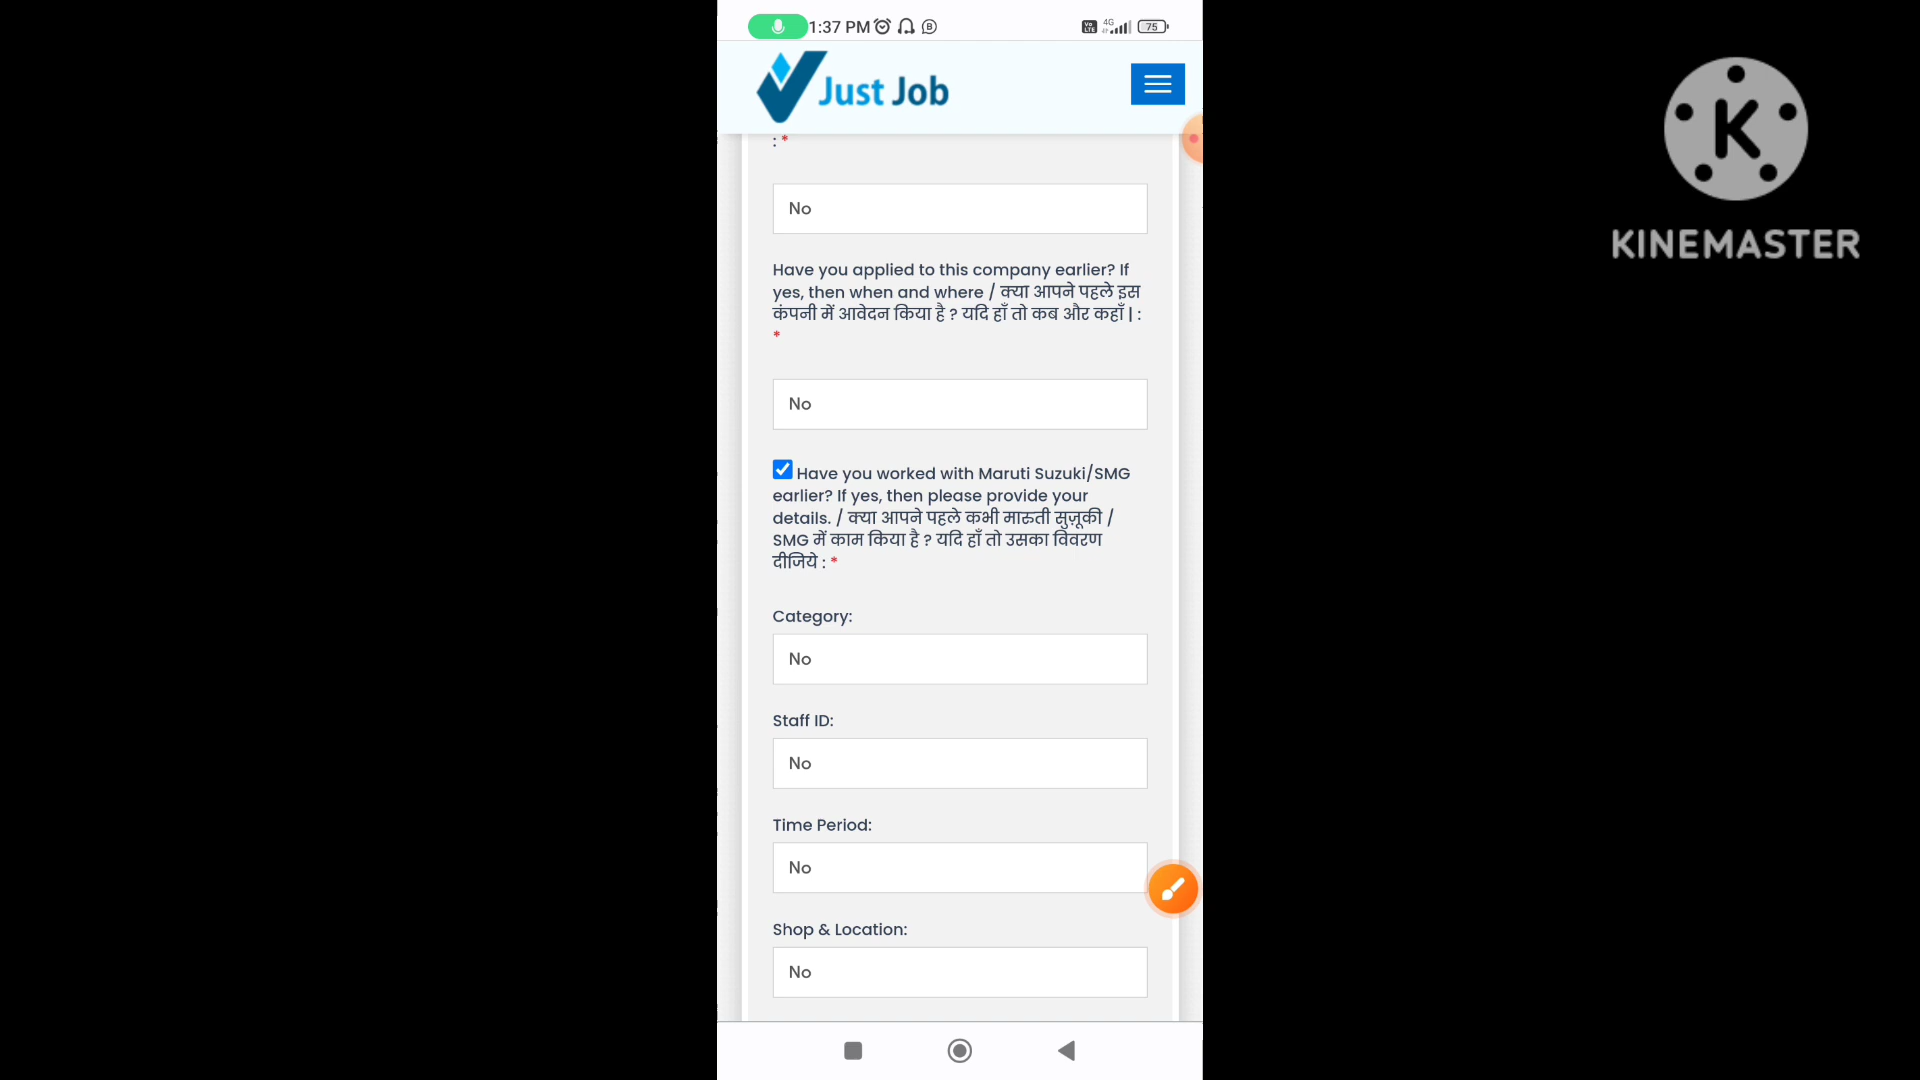 1:37 PM
4G
75
Just Job
: *
No
Have you applied to this company earlier? If
yes, then when and where / क्या आपने पहले इस
कंपनी में आवेदन किया है ? यदि हाँ तो कब और कहाँ | :
*
No
Have you worked with Maruti Suzuki/SMG
earlier? If yes, then please provide your
details. / क्या आपने पहले कभी मारुती सुज़ूकी /
SMG में काम किया है ? यदि हाँ तो उसका विवरण
दीजिये : *
Category:
No
Staff ID:
No
Time Period:
No
Shop & Location:
No
K
KINEMASTER